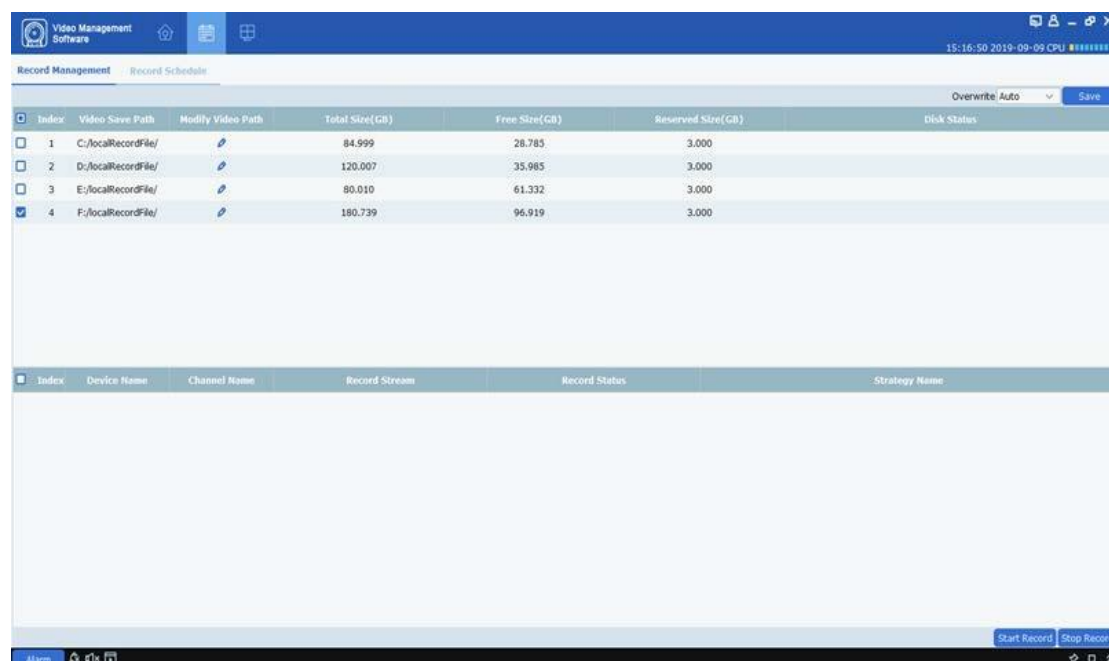 Video Management
Software
15:16:50 2019-09-09 CPU
Record Management Record Schedule
Overwrite Auto Save
Index Video Save Path Modify Video Path Total Size(GB) Free Size(GB) Reserved Size(GB) Disk Status
1 C:/localRecordFile/ 84.999 28.785 3.000
2 D:/localRecordFile/ 120.007 35.985 3.000
3 E:/localRecordFile/ 80.010 61.332 3.000
4 F:/localRecordFile/ 180.739 96.919 3.000
Index Device Name Channel Name Record Stream Record Status Strategy Name
Start Record Stop Recor
Alarm